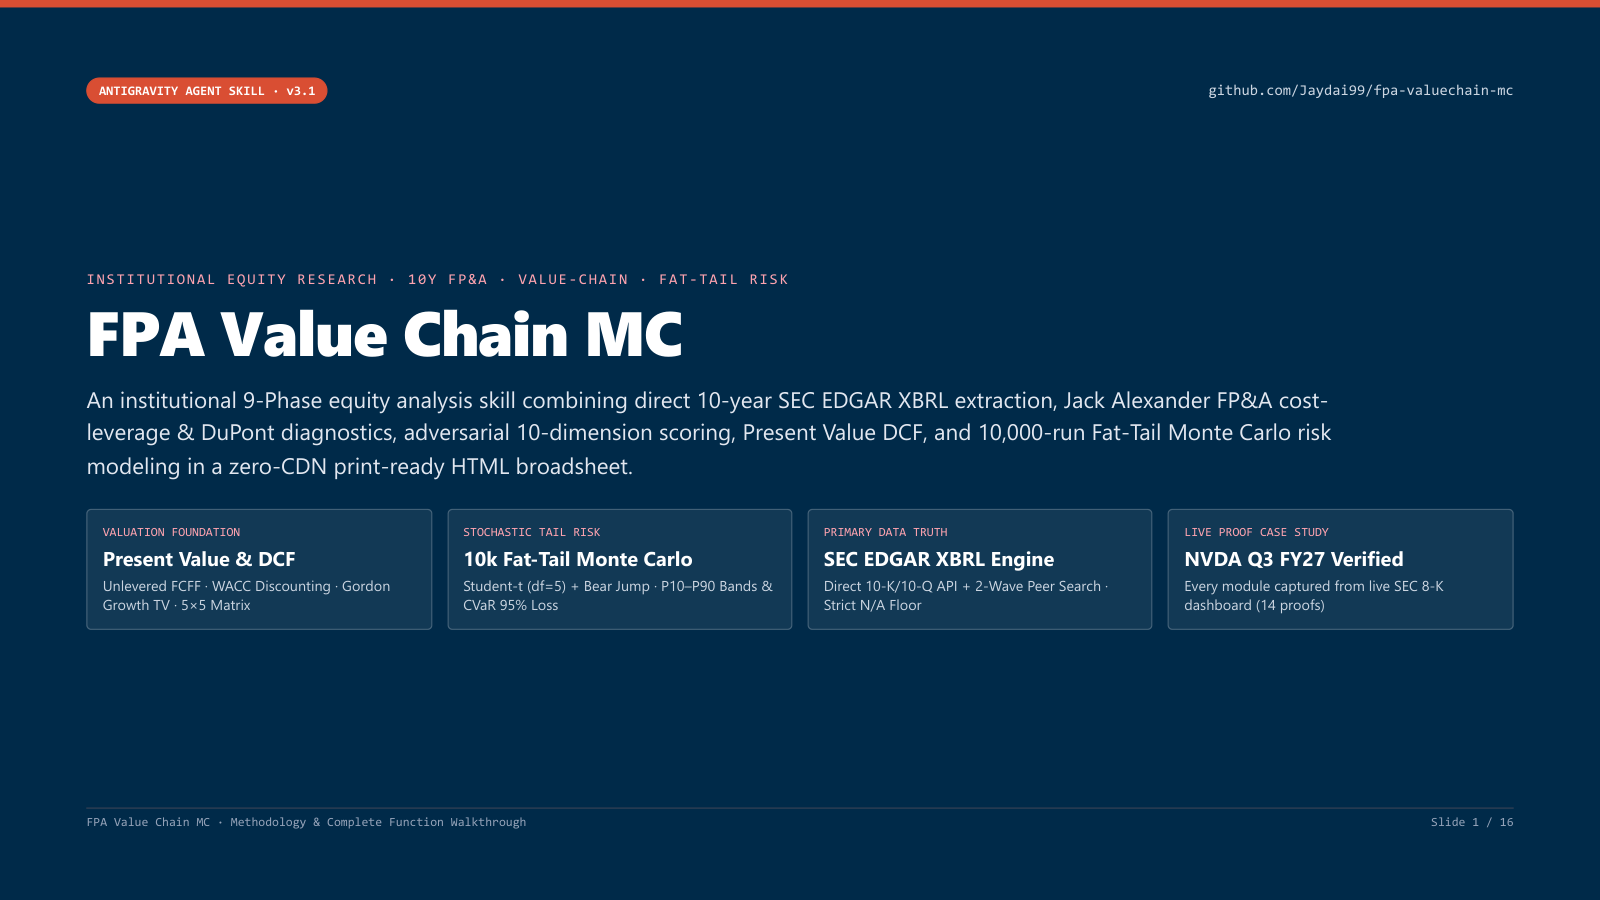 ANTIGRAVITY AGENT SKILL · v3.1
github.com/Jaydai99/fpa-valuechain-mc
INSTITUTIONAL EQUITY RESEARCH · 10Y FP&A · VALUE-CHAIN · FAT-TAIL RISK
FPA Value Chain MC
An institutional 9-Phase equity analysis skill combining direct 10-year SEC EDGAR XBRL extraction, Jack Alexander FP&A cost-
leverage & DuPont diagnostics, adversarial 10-dimension scoring, Present Value DCF, and 10,000-run Fat-Tail Monte Carlo risk
modeling in a zero-CDN print-ready HTML broadsheet.
VALUATION FOUNDATION
Present Value & DCF
Unlevered FCFF · WACC Discounting · Gordon
Growth TV · 5×5 Matrix
STOCHASTIC TAIL RISK
10k Fat-Tail Monte Carlo
Student-t (df=5) + Bear Jump · P10–P90 Bands &
CVaR 95% Loss
PRIMARY DATA TRUTH
SEC EDGAR XBRL Engine
Direct 10-K/10-Q API + 2-Wave Peer Search ·
Strict N/A Floor
LIVE PROOF CASE STUDY
NVDA Q3 FY27 Verified
Every module captured from live SEC 8-K
dashboard (14 proofs)
FPA Value Chain MC · Methodology & Complete Function Walkthrough
Slide 1 / 16